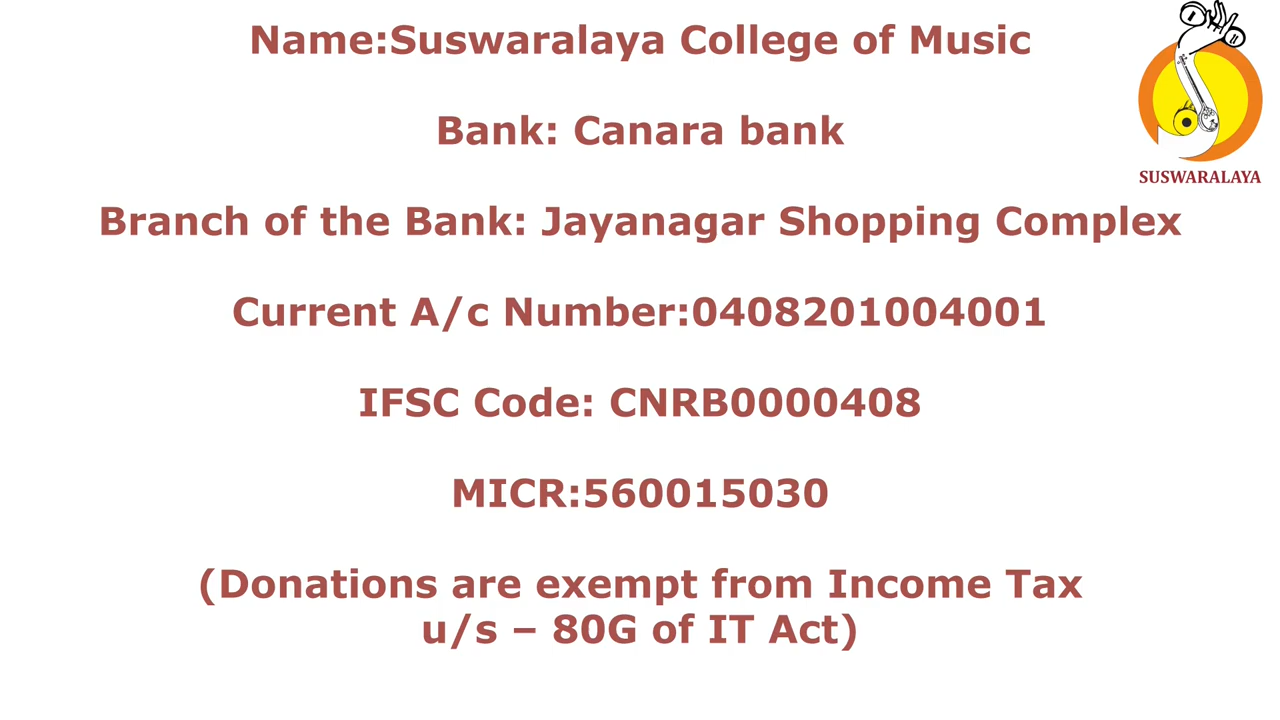 Name:Suswaralaya College of Music
Bank: Canara bank
SUSWARALAYA
Branch of the Bank: Jayanagar Shopping Complex
Current A/c Number:0408201004001
IFSC Code: CNRB0000408
MICR:560015030
(Donations are exempt from Income Tax
u/s – 80G of IT Act)